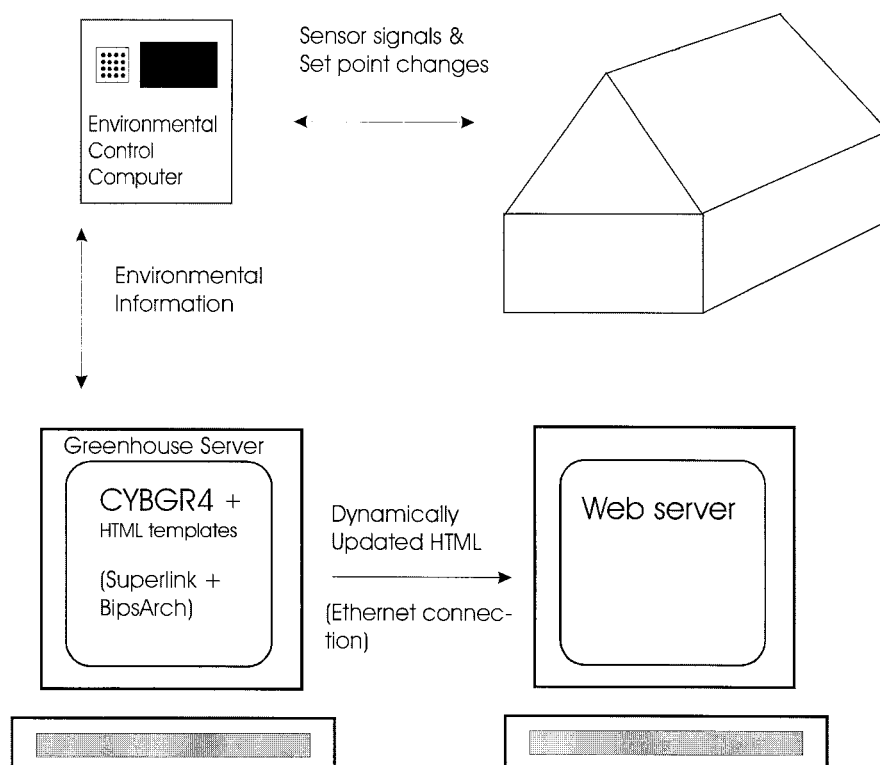 Sensor signals &
Set point changes
Environmental
Control
Computer
Environmental
Information
Greenhouse Server
CYBGR4 +
HTML templates
(Superlink +
BipsArch)
Dynamically
Updated HTML
(Ethernet connec-
tion)
Web server